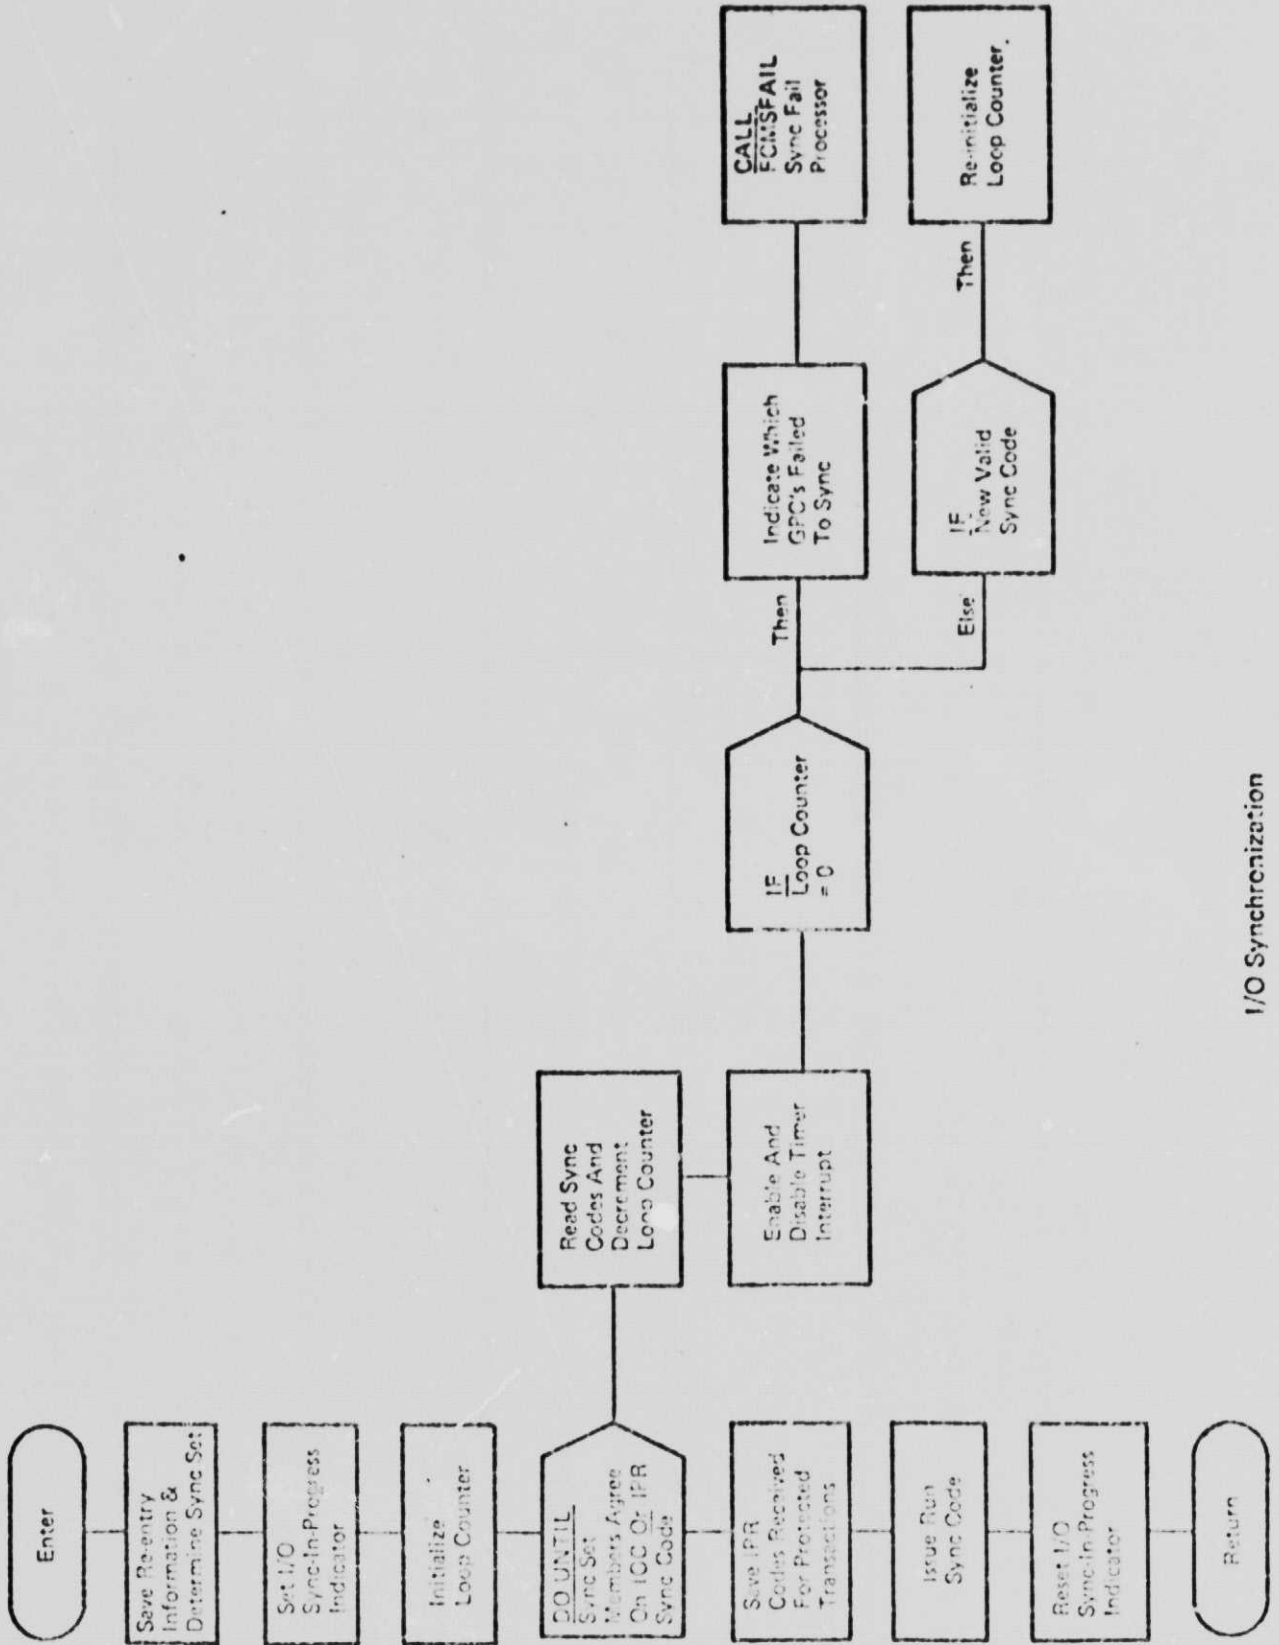 Enter
Save Re-entry
Information &
Determine Sync Set
Set I/O
Sync-In-Progress
Indicator
Initialize
Loop Counter
DO UNTIL
Sync Set
Members Agree
On IOC Or IPR
Sync Code
Read Sync
Codes And
Decrement
Loop Counter
Enable And
Disable Timer
Interrupt
IF
Loop Counter
= 0
Then
Indicate Which
GPC's Failed
To Sync
CALL
FCMSFAIL
Sync Fail
Processor
Else
IF
New Valid
Sync Code
Then
Re-initialize
Loop Counter.
Save IPR
Codes Received
For Protected
Transactions
Issue Run
Sync Code
Reset I/O
Sync-In-Progress
Indicator
Return
I/O Synchronization